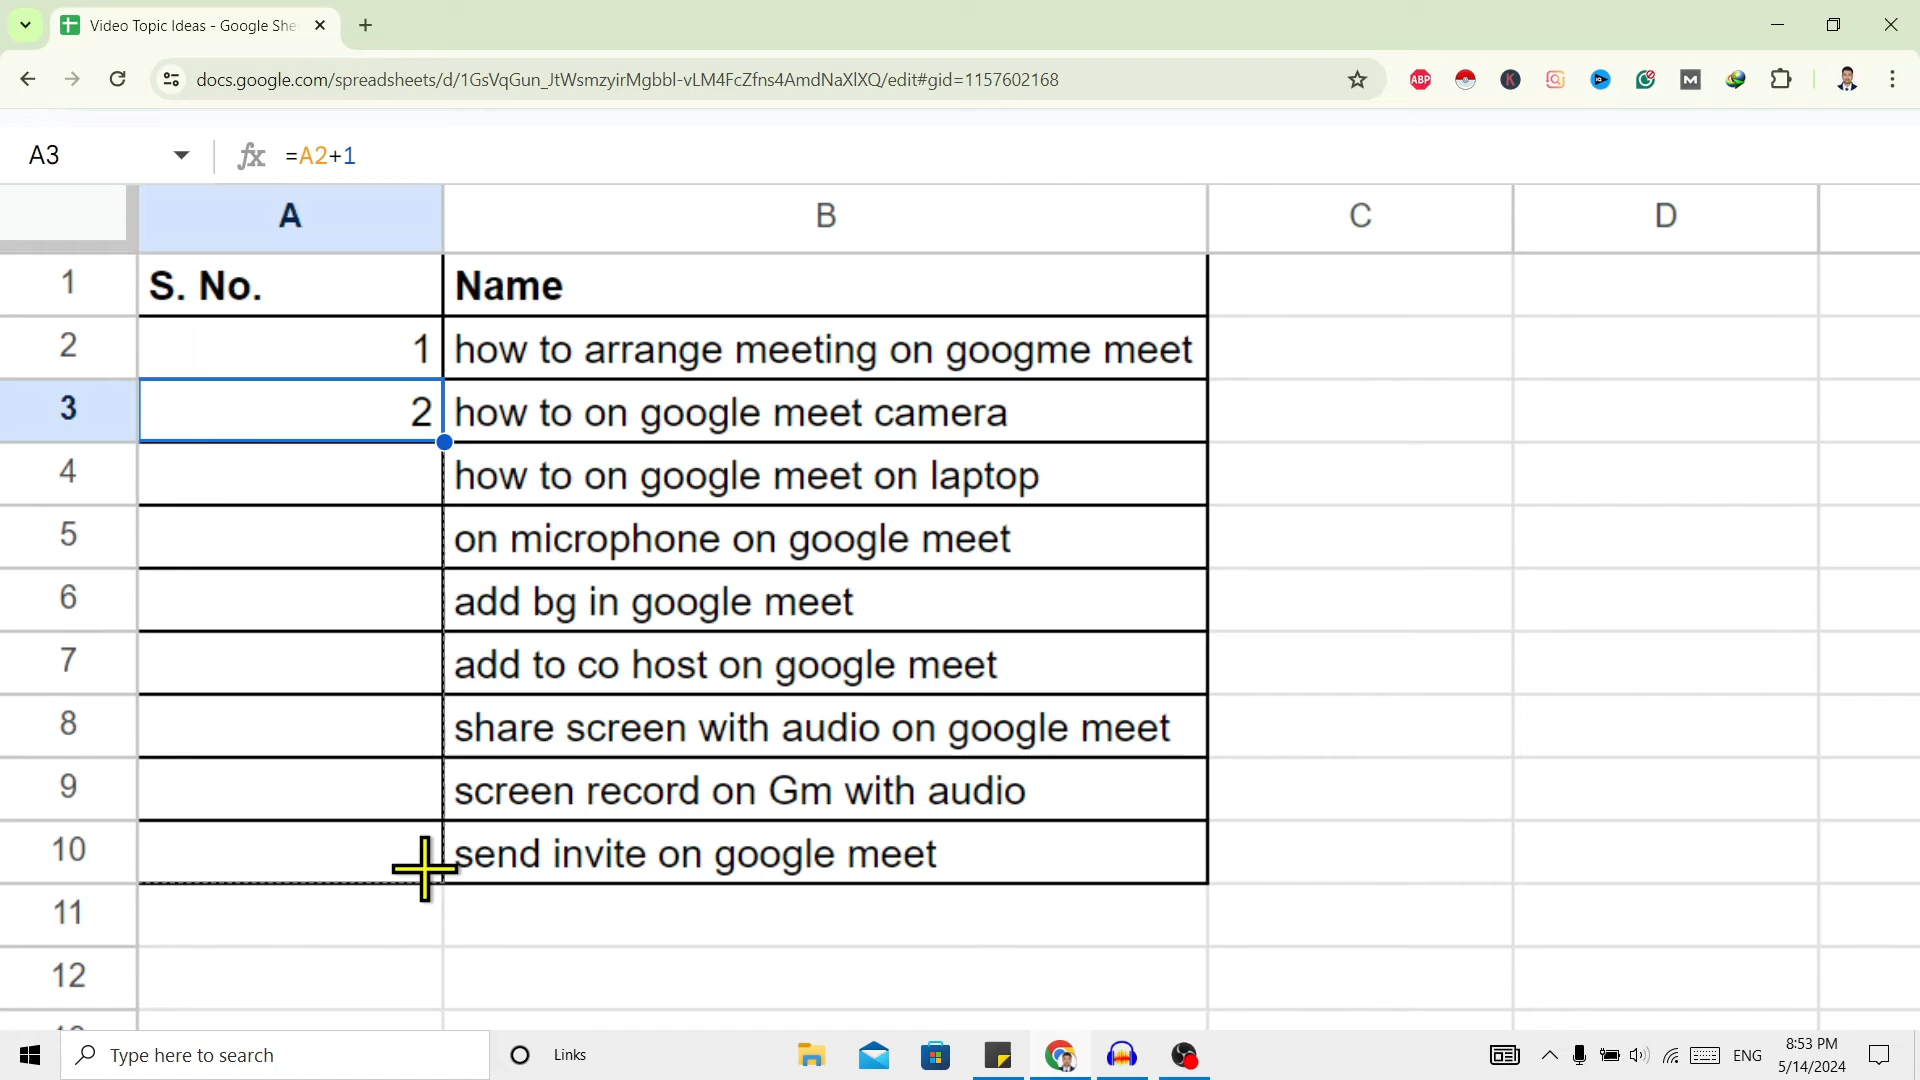 Video Topic Ideas - Google She
docs.google.com/spreadsheets/d/1GsVqGun_JtWsmzyirMgbbl-vLM4FcZfns4AmdNaXlXQ/edit#gid=1157602168
ABP
K
M
A3
fx
=A2+1
A B C D
1 S. No. Name
2 1 how to arrange meeting on googme meet
3 2 how to on google meet camera
4 how to on google meet on laptop
5 on microphone on google meet
6 add bg in google meet
7 add to co host on google meet
8 share screen with audio on google meet
9 screen record on Gm with audio
10 send invite on google meet
11
12
Type here to search
Links
ENG
8:53 PM
5/14/2024